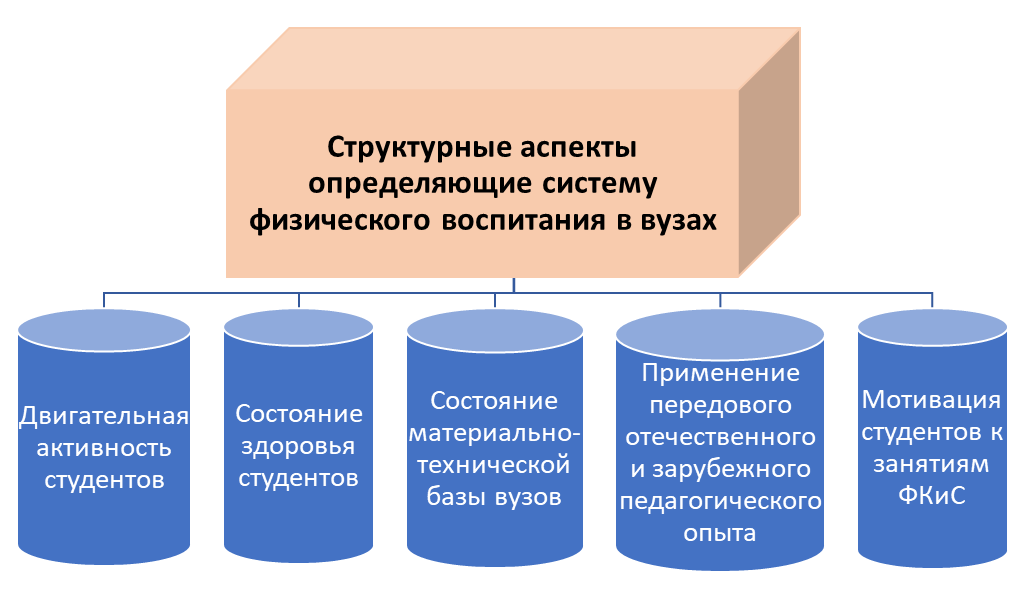 Структурные аспекты
определяющие систему
физического воспитания в вузах
Двигательная
активность
студентов
Состояние
здоровья
студентов
Состояние
материально-
технической
базы вузов
Применение
передового
отечественного
и зарубежного
педагогического
опыта
Мотивация
студентов к
занятиям
ФКиС